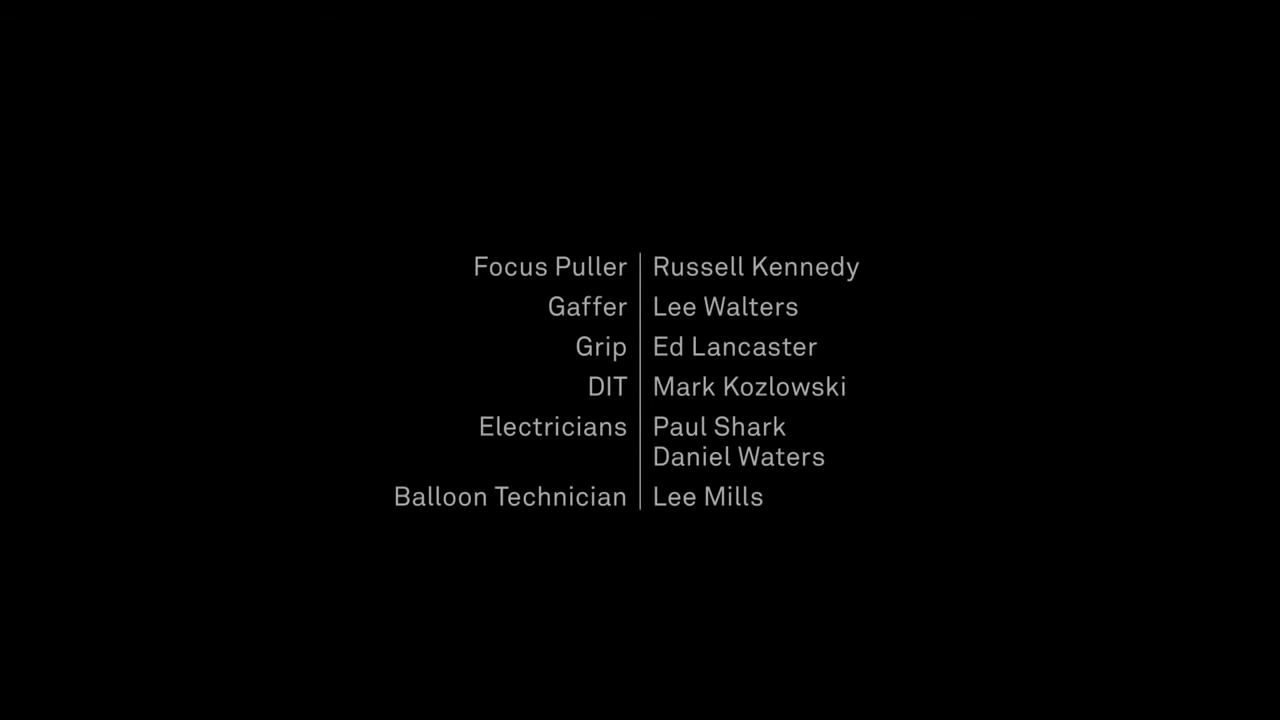 Focus Puller Russell Kennedy
Gaffer Lee Walters
Grip Ed Lancaster
DIT Mark Kozlowski
Electricians Paul Shark
Daniel Waters
Balloon Technician Lee Mills